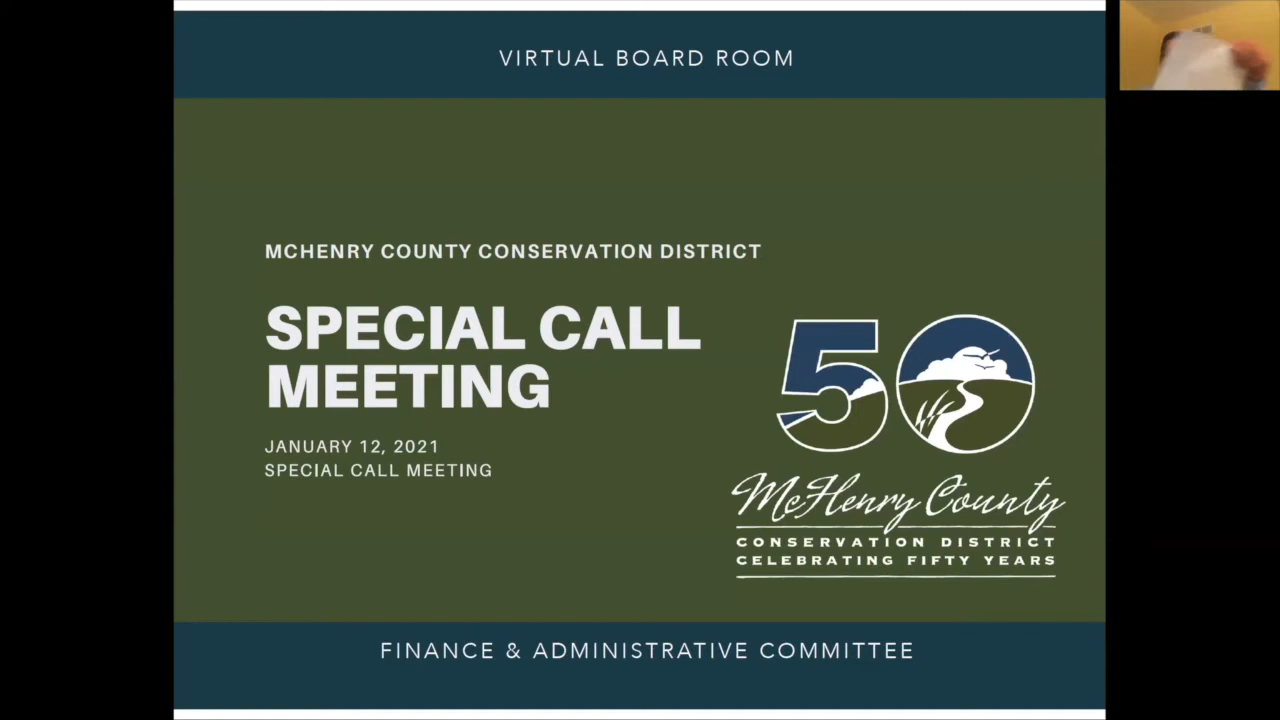 VIRTUAL BOARD ROOM
MCHENRY COUNTY CONSERVATION DISTRICT
SPECIAL CALL
MEETING
JANUARY 12, 2021
SPECIAL CALL MEETING
50
McHenry County
CONSERVATION DISTRICT
CELEBRATING FIFTY YEARS
FINANCE & ADMINISTRATIVE COMMITTEE